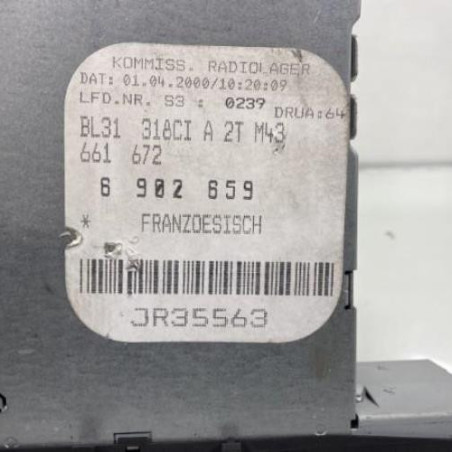 KOMMISS. RADIOLAGER
DAT: 01.04.2000/10:20:09
LFD.NR. S3 : 0239 DRUA:64
BL31 318CI A 2T M43
661 672
6 902 659
* FRANZOESISCH
JR35563